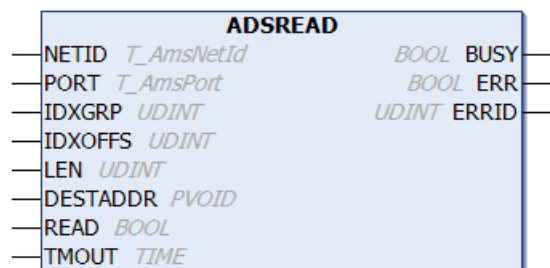 ADSREAD
NETID T_AmsNetId BOOL BUSY
PORT T_AmsPort BOOL ERR
IDXGRP UDINT UDINT ERRID
IDXOFFS UDINT
LEN UDINT
DESTADDR PVOID
READ BOOL
TMOUT TIME